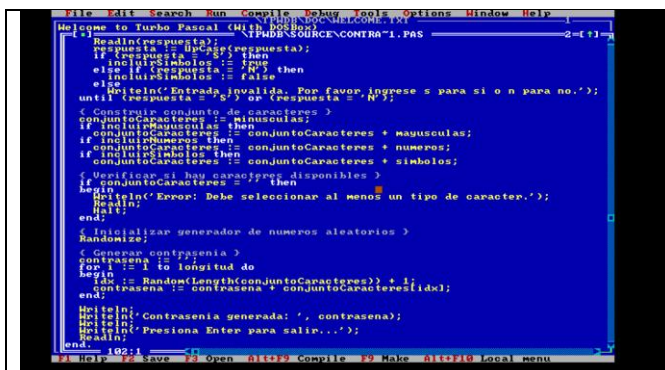 File Edit Search Run Compile Debug Tools Options Window Help
\TPWDB\DOC\WELCOME.TXT 1
Welcome to Turbo Pascal (With DOSBox)
[■] \TPWDB\SOURCE\CONTRA~1.PAS 2=[↑]
Readln(respuesta);
respuesta := UpCase(respuesta);
if (respuesta = 'S') then
incluirSimbolos := true
else if (respuesta = 'N') then
incluirSimbolos := false
else
Writeln('Entrada invalida. Por favor ingrese s para si o n para no.');
until (respuesta = 'S') or (respuesta = 'N');
{ Construir conjunto de caracteres }
conjuntoCaracteres := minusculas;
if incluirMayusculas then
conjuntoCaracteres := conjuntoCaracteres + mayusculas;
if incluirNumeros then
conjuntoCaracteres := conjuntoCaracteres + numeros;
if incluirSimbolos then
conjuntoCaracteres := conjuntoCaracteres + simbolos;
{ Verificar si hay caracteres disponibles }
if conjuntoCaracteres = '' then
begin
Writeln('Error: Debe seleccionar al menos un tipo de caracter.');
Readln;
Halt;
end;
{ Inicializar generador de numeros aleatorios }
Randomize;
{ Generar contrasenia }
contrasena := '';
for i := 1 to longitud do
begin
idx := Random(Length(conjuntoCaracteres)) + 1;
contrasena := contrasena + conjuntoCaracteres[idx];
end;
Writeln;
Writeln('Contrasenia generada: ', contrasena);
Writeln;
Writeln('Presiona Enter para salir...');
Readln;
end.
102:1
F1 Help F2 Save F3 Open Alt+F9 Compile F9 Make Alt+F10 Local menu